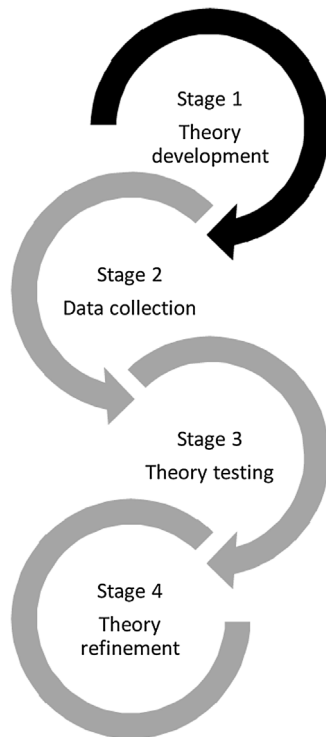 Stage 1
Theory
development
Stage 2
Data collection
Stage 3
Theory testing
Stage 4
Theory
refinement